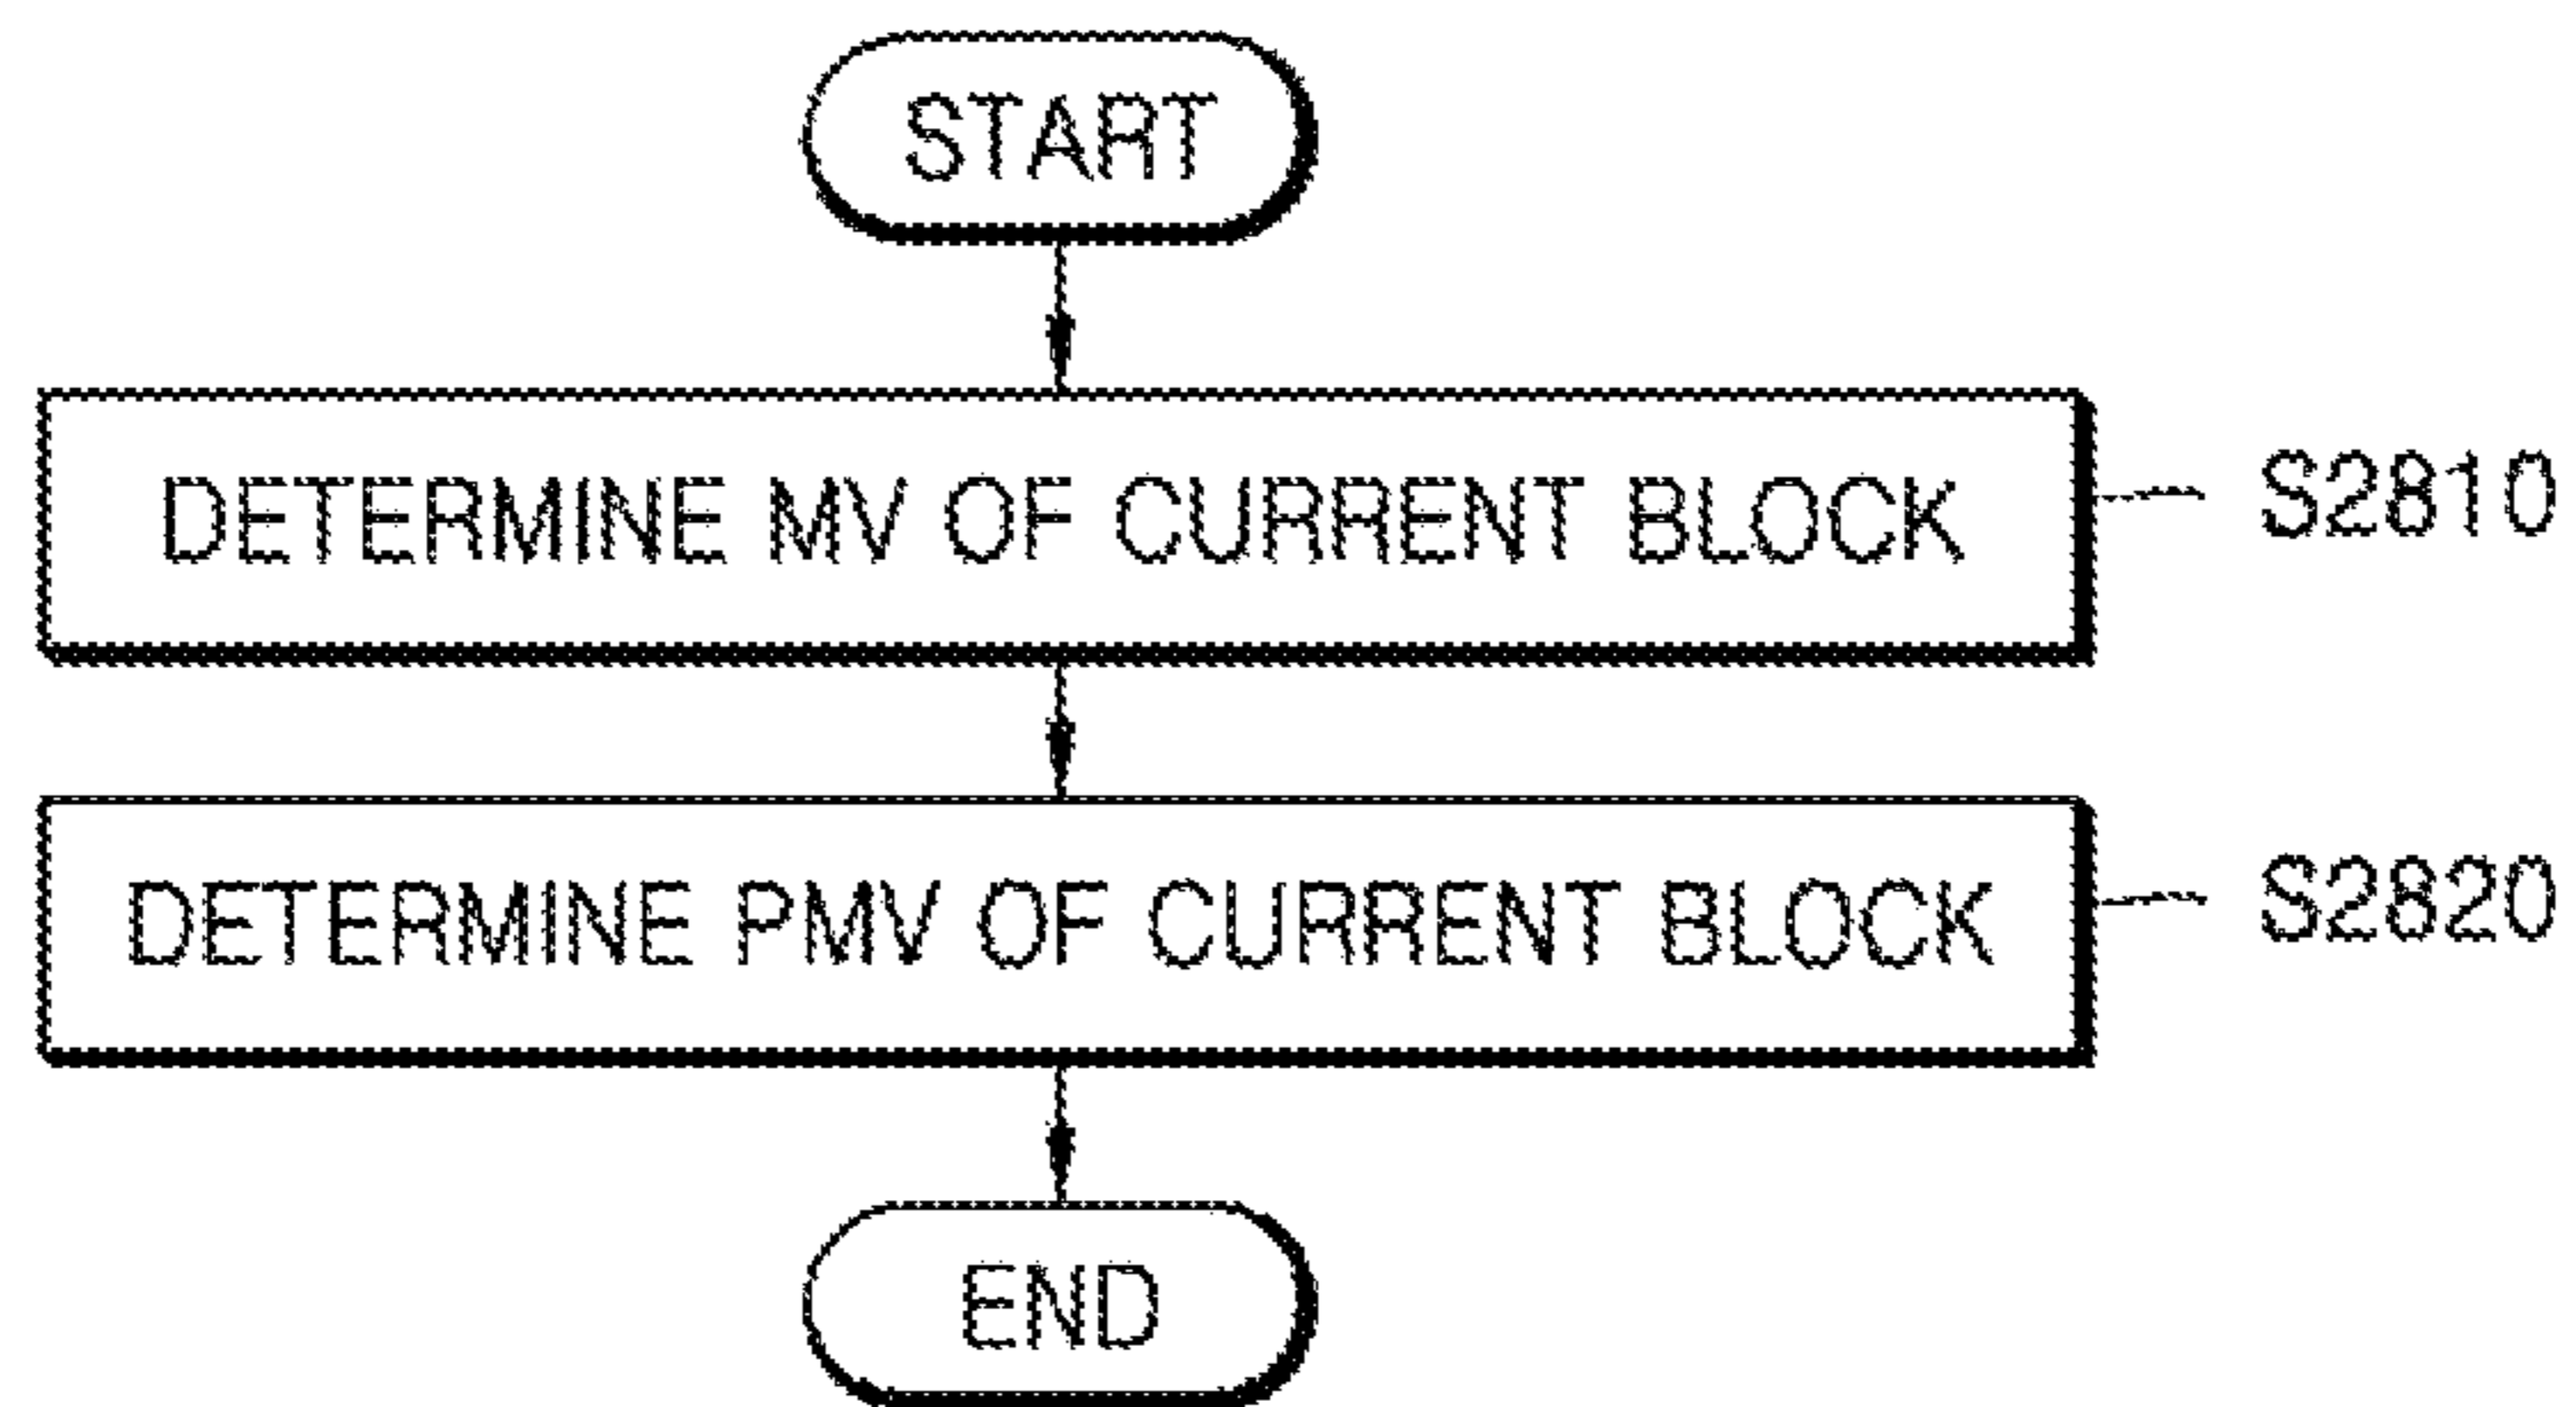 START
DETERMINE MV OF CURRENT BLOCK
S2810
DETERMINE PMV OF CURRENT BLOCK
S2820
END